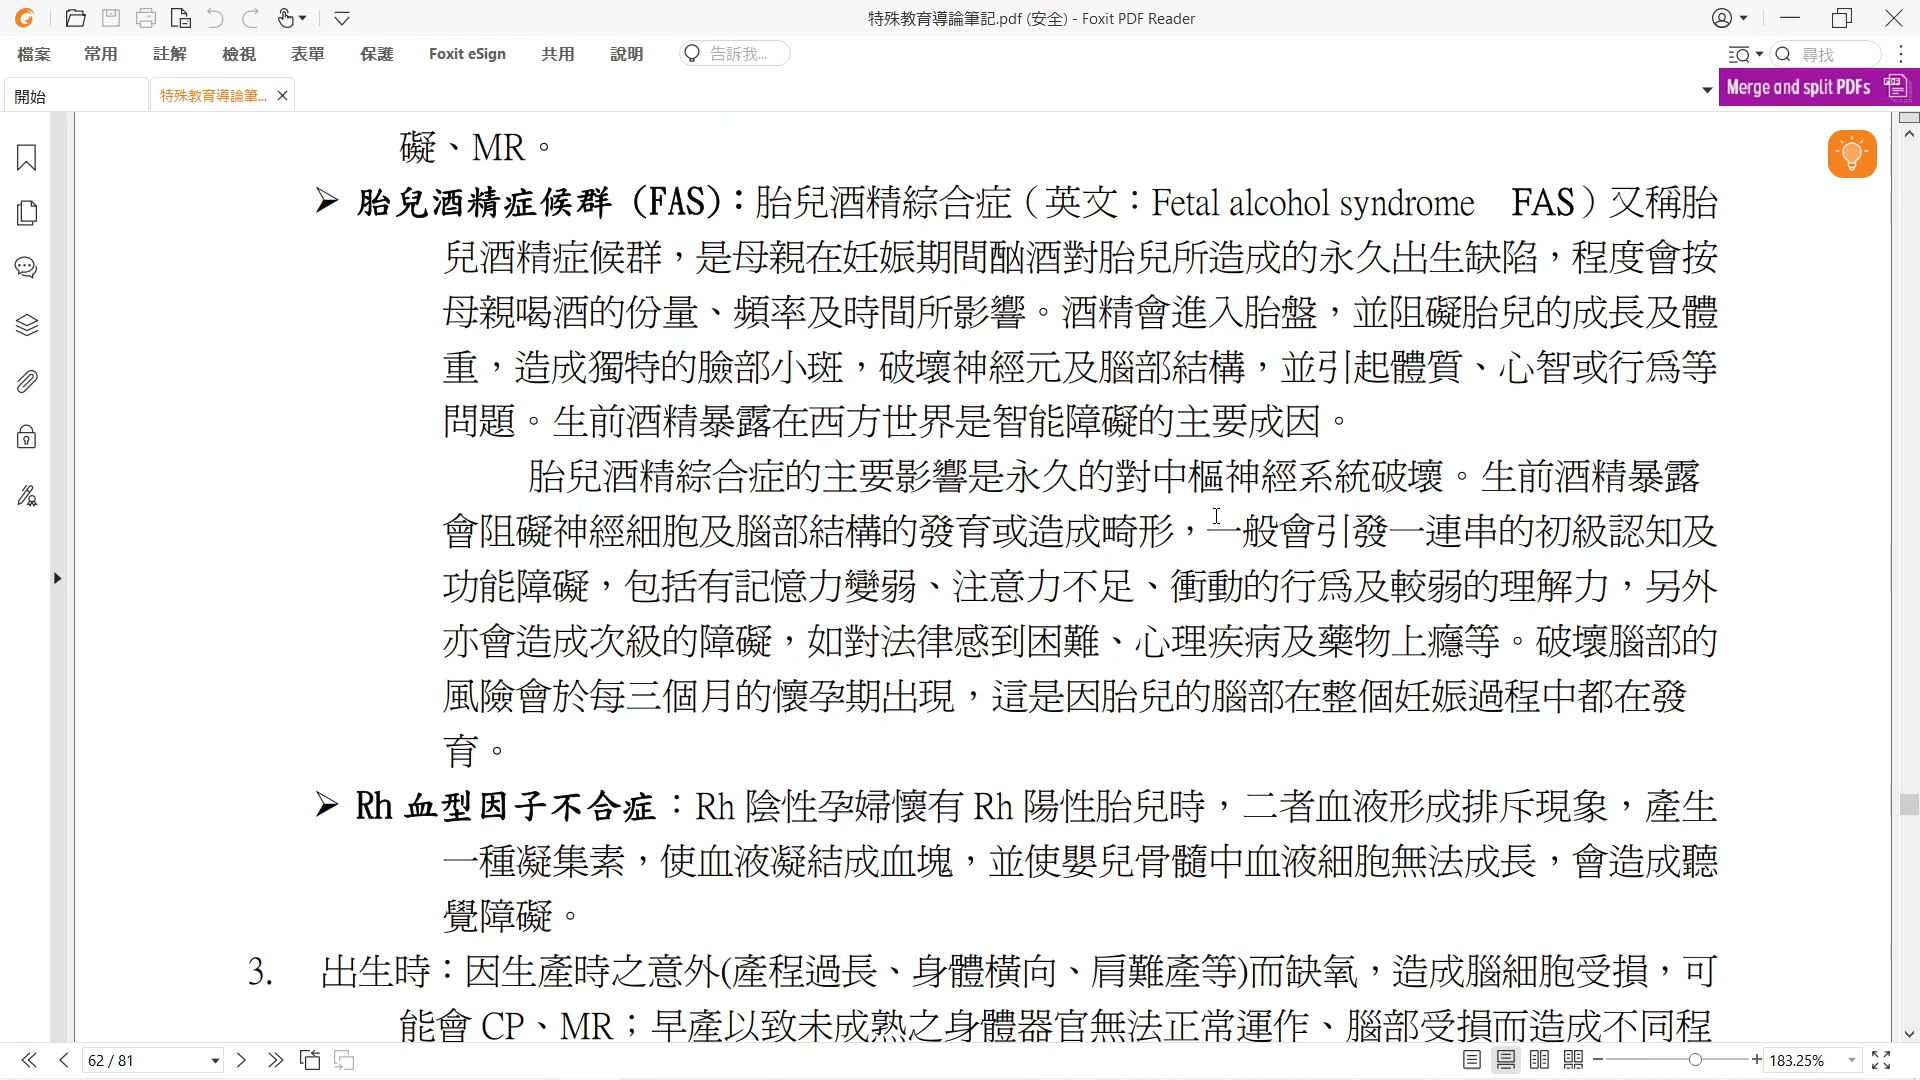 特殊教育導論筆記.pdf (安全) - Foxit PDF Reader
檔案 常用 註解 檢視 表單 保護 Foxit eSign 共用 說明 告訴我... 尋找
開始 特殊教育導論筆... Merge and split PDFs
礙、MR。
➢ 胎兒酒精症候群（FAS）：胎兒酒精綜合症（英文：Fetal alcohol syndrome FAS）又稱胎
兒酒精症候群，是母親在妊娠期間酗酒對胎兒所造成的永久出生缺陷，程度會按
母親喝酒的份量、頻率及時間所影響。酒精會進入胎盤，並阻礙胎兒的成長及體
重，造成獨特的臉部小斑，破壞神經元及腦部結構，並引起體質、心智或行為等
問題。生前酒精暴露在西方世界是智能障礙的主要成因。
胎兒酒精綜合症的主要影響是永久的對中樞神經系統破壞。生前酒精暴露
會阻礙神經細胞及腦部結構的發育或造成畸形，一般會引發一連串的初級認知及
功能障礙，包括有記憶力變弱、注意力不足、衝動的行為及較弱的理解力，另外
亦會造成次級的障礙，如對法律感到困難、心理疾病及藥物上癮等。破壞腦部的
風險會於每三個月的懷孕期出現，這是因胎兒的腦部在整個妊娠過程中都在發
育。
➢ Rh 血型因子不合症：Rh 陰性孕婦懷有 Rh 陽性胎兒時，二者血液形成排斥現象，產生
一種凝集素，使血液凝結成血塊，並使嬰兒骨髓中血液細胞無法成長，會造成聽
覺障礙。
3. 出生時：因生產時之意外(產程過長、身體橫向、肩難產等)而缺氧，造成腦細胞受損，可
能會 CP、MR；早產以致未成熟之身體器官無法正常運作、腦部受損而造成不同程
62 / 81 183.25%